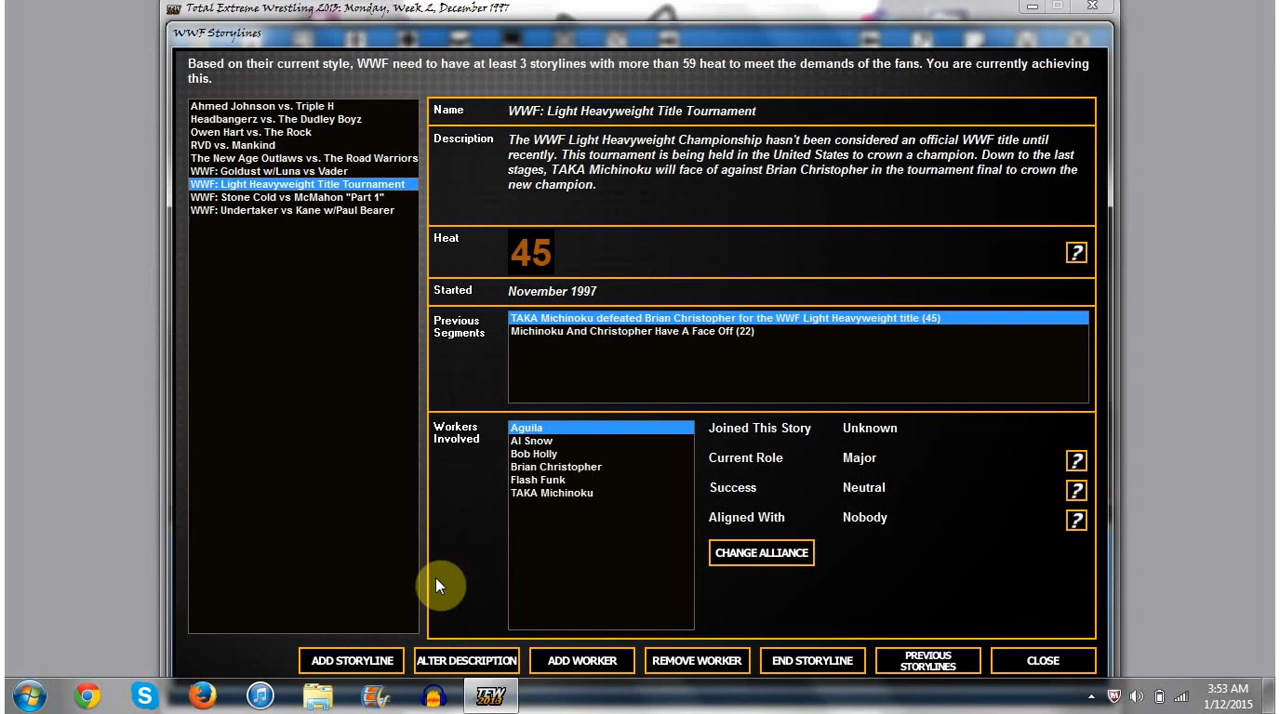 Total Extreme Wrestling 2013: Monday, Week 2, December 1997
WWF Storylines
Based on their current style, WWF need to have at least 3 storylines with more than 59 heat to meet the demands of the fans. You are currently achieving
this.
Ahmed Johnson vs. Triple H
Headbangerz vs. The Dudley Boyz
Owen Hart vs. The Rock
RVD vs. Mankind
The New Age Outlaws vs. The Road Warriors
WWF: Goldust w/Luna vs Vader
WWF: Light Heavyweight Title Tournament
WWF: Stone Cold vs McMahon "Part 1"
WWF: Undertaker vs Kane w/Paul Bearer
Name
WWF: Light Heavyweight Title Tournament
Description
The WWF Light Heavyweight Championship hasn't been considered an official WWF title until
recently. This tournament is being held in the United States to crown a champion. Down to the last
stages, TAKA Michinoku will face of against Brian Christopher in the tournament final to crown the
new champion.
Heat
45
?
Started
November 1997
Previous
Segments
TAKA Michinoku defeated Brian Christopher for the WWF Light Heavyweight title (45)
Michinoku And Christopher Have A Face Off (22)
Workers
Involved
Aguila
Al Snow
Bob Holly
Brian Christopher
Flash Funk
TAKA Michinoku
Joined This Story Unknown
Current Role Major ?
Success Neutral ?
Aligned With Nobody ?
CHANGE ALLIANCE
ADD STORYLINE ALTER DESCRIPTION ADD WORKER REMOVE WORKER END STORYLINE PREVIOUS STORYLINES CLOSE
TEW
2013
3:53 AM
1/12/2015